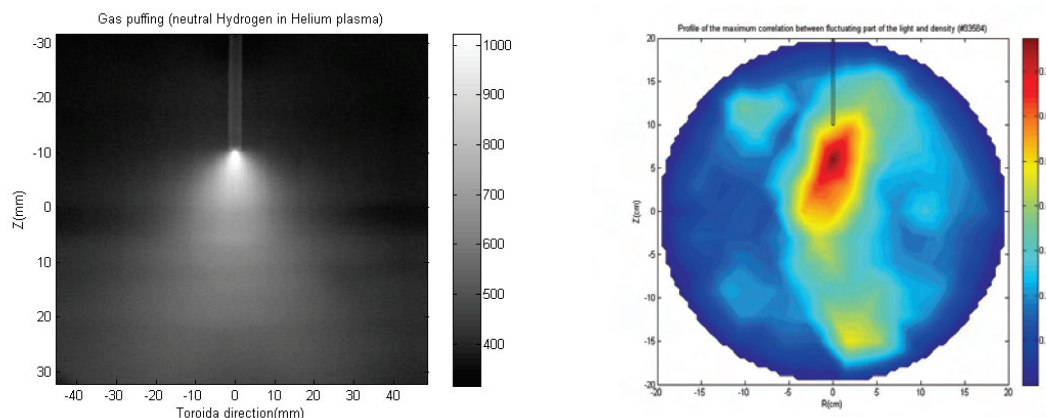 Gas puffing (neutral Hydrogen in Helium plasma)
-30
-20
-10
0
10
20
30
Z(mm)
-40 -30 -20 -10 0 10 20 30 40
Toroida direction(mm)
1000
900
800
700
600
500
400
Profile of the maximum correlation between fluctuating part of the light and density
20
15
10
5
0
-5
-10
-15
-20
Z(cm)
-20 -15 -10 -5 0 5 10 15 20
R(cm)